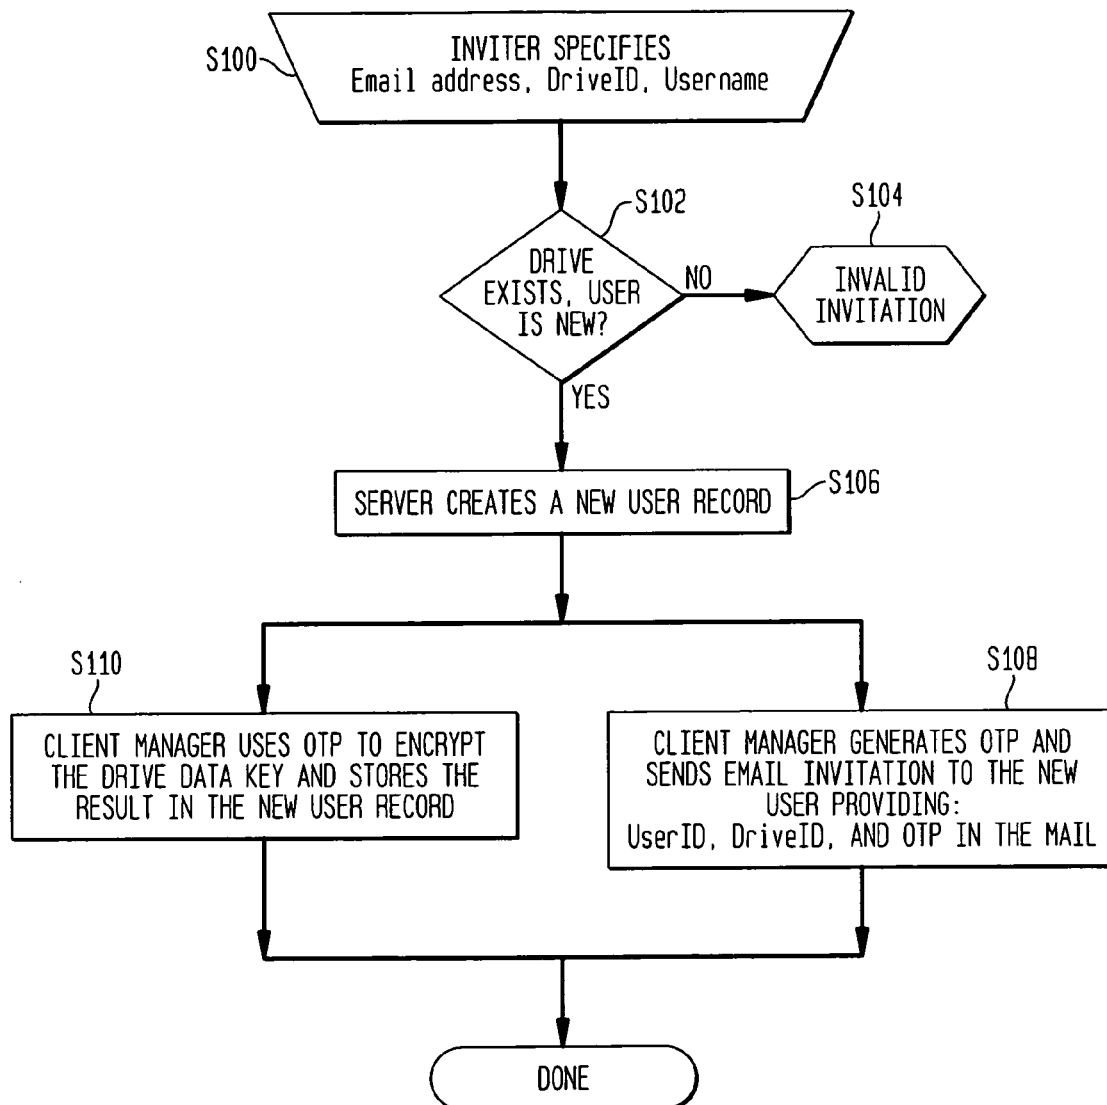 S100
INVITER SPECIFIES
Email address, DriveID, Username
S102
DRIVE
EXISTS, USER
IS NEW?
NO
S104
INVALID
INVITATION
YES
SERVER CREATES A NEW USER RECORD
S106
S110
CLIENT MANAGER USES OTP TO ENCRYPT
THE DRIVE DATA KEY AND STORES THE
RESULT IN THE NEW USER RECORD
S108
CLIENT MANAGER GENERATES OTP AND
SENDS EMAIL INVITATION TO THE NEW
USER PROVIDING:
UserID, DriveID, AND OTP IN THE MAIL
DONE